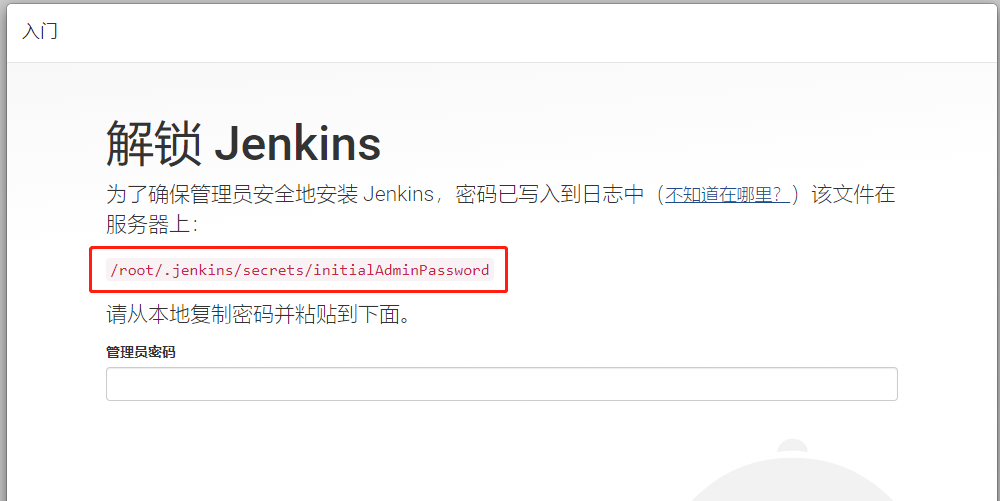 入门
解锁 Jenkins
为了确保管理员安全地安装 Jenkins，密码已写入到日志中（不知道在哪里？）该文件在
服务器上：
/root/.jenkins/secrets/initialAdminPassword
请从本地复制密码并粘贴到下面。
管理员密码